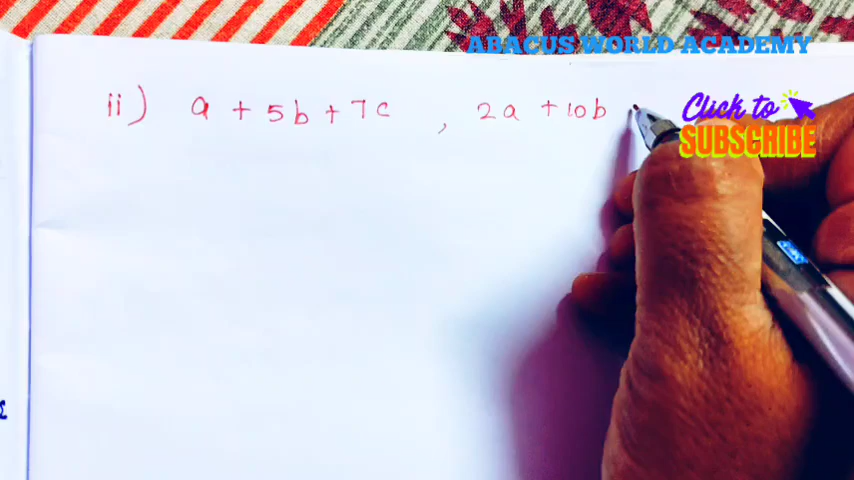 ABACUS WORLD ACADEMY
ii) a + 5b + 7c , 2a + 10b
Click to
SUBSCRIBE